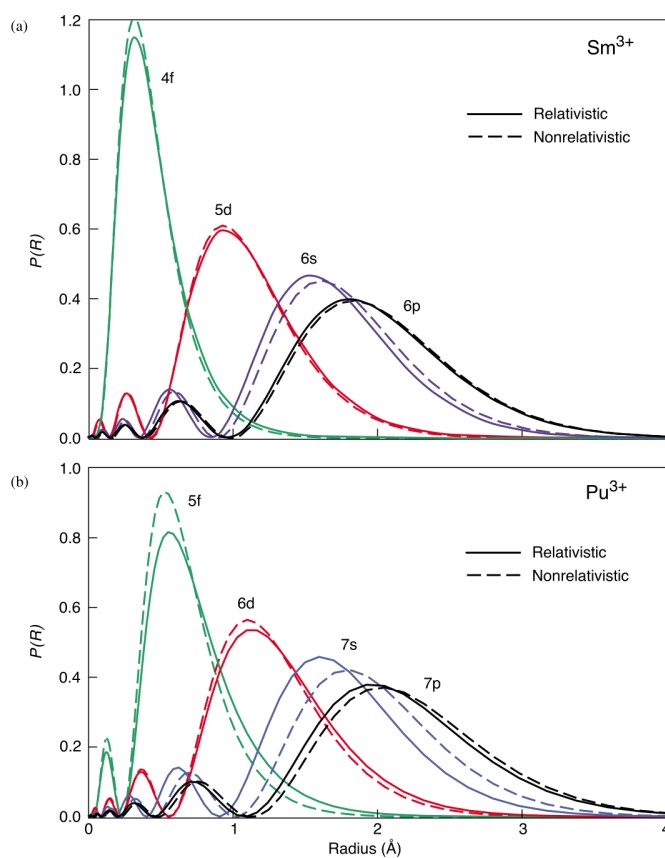 (a)
Sm3+
4f
Relativistic
Nonrelativistic
5d
6s
6p
P(R)
1.2
1.0
0.8
0.6
0.4
0.2
0.0
(b)
Pu3+
5f
Relativistic
Nonrelativistic
6d
7s
7p
P(R)
1.0
0.8
0.6
0.4
0.2
0.0
0 1 2 3 4
Radius (Å)